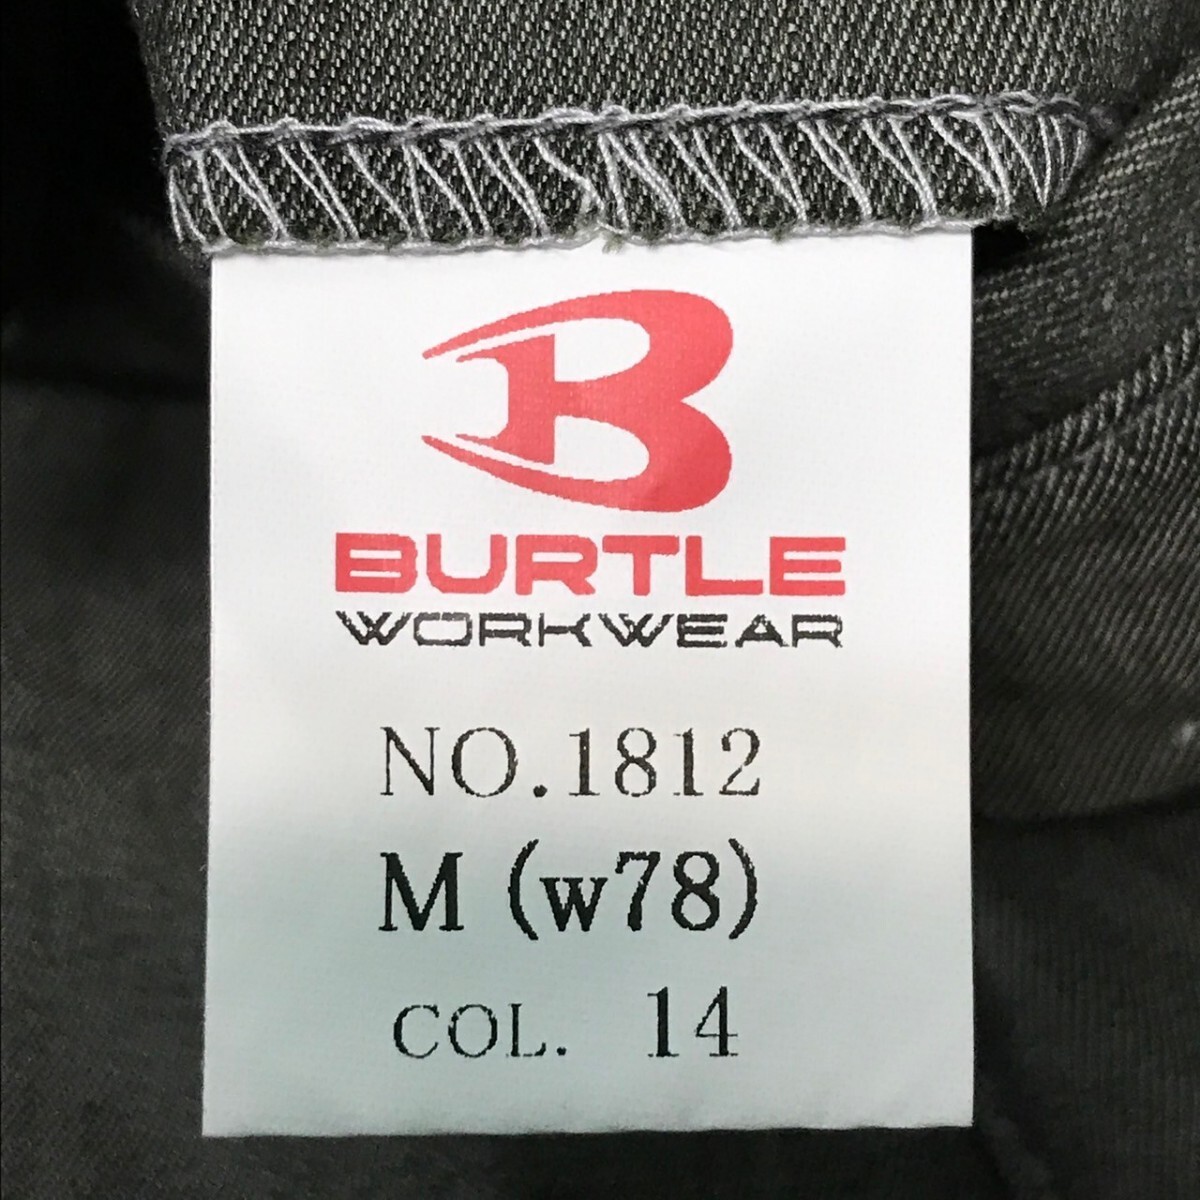 B
BURTLE
WORKWEAR
NO.1812
M (w78)
COL. 14